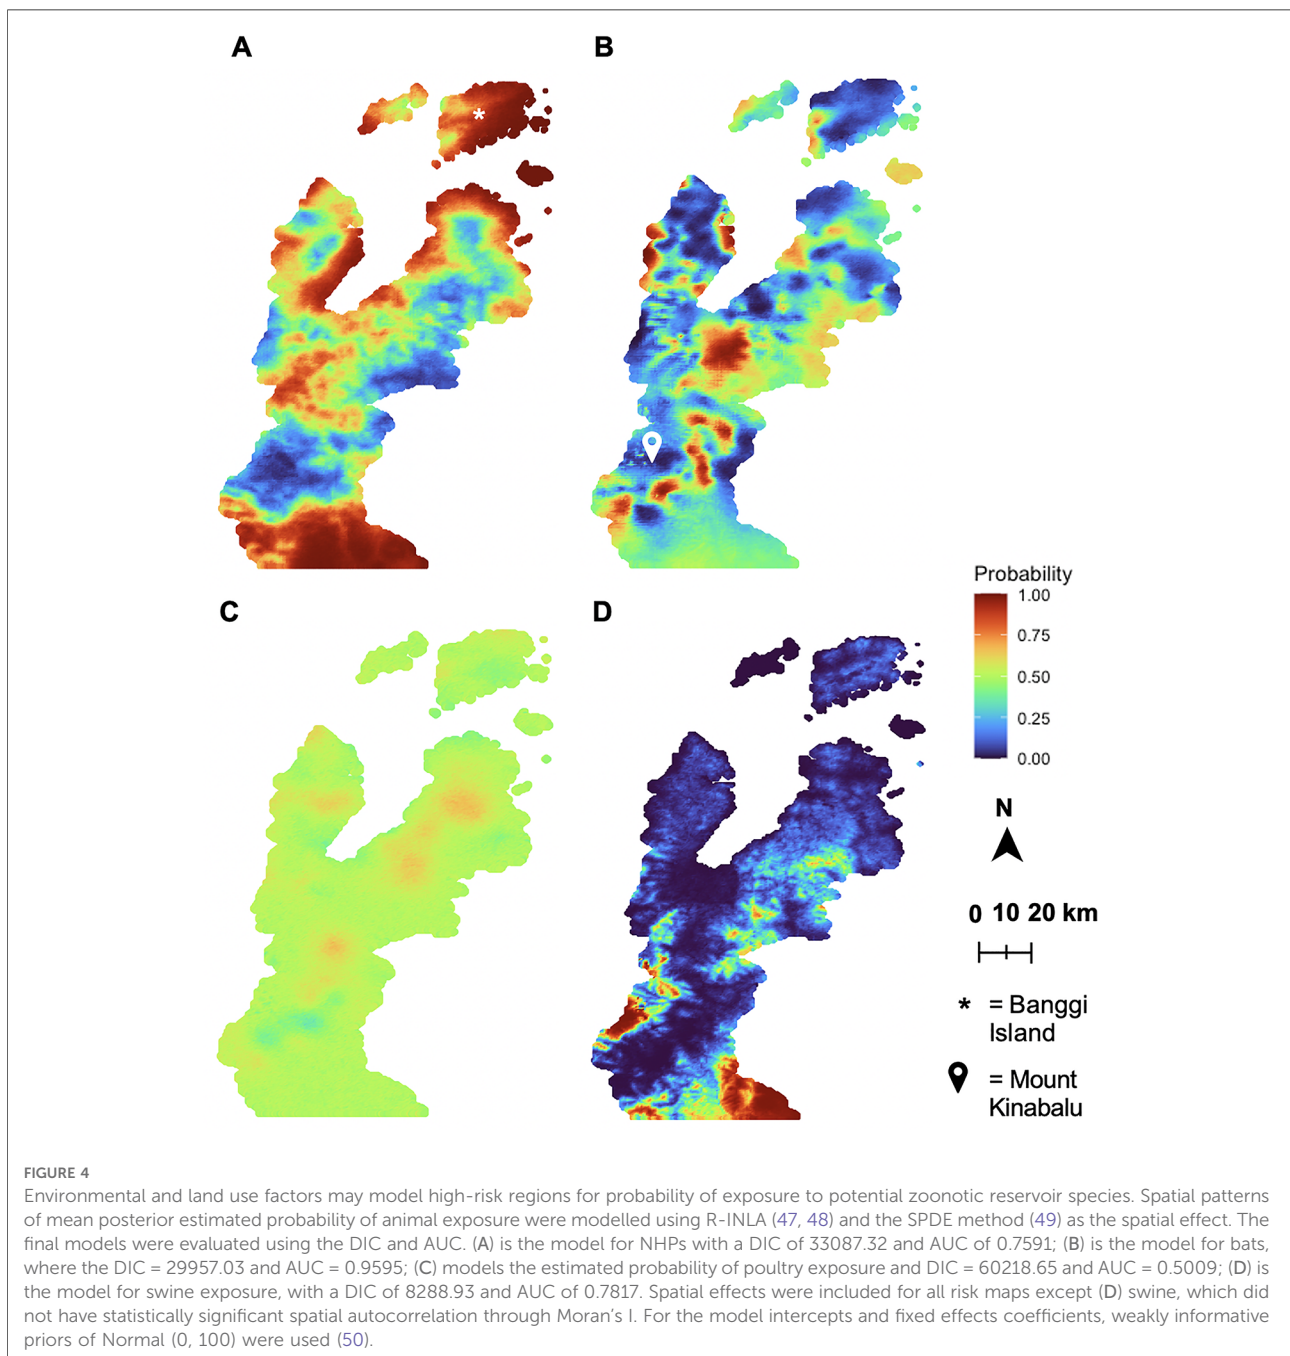 A
B
*
C
D
Probability
1.00
0.75
0.50
0.25
0.00
N
0 10 20 km
* = Banggi
Island
= Mount
Kinabalu
FIGURE 4
Environmental and land use factors may model high-risk regions for probability of exposure to potential zoonotic reservoir species. Spatial patterns
of mean posterior estimated probability of animal exposure were modelled using R-INLA (47, 48) and the SPDE method (49) as the spatial effect. The
final models were evaluated using the DIC and AUC. (A) is the model for NHPs with a DIC of 33087.32 and AUC of 0.7591; (B) is the model for bats,
where the DIC = 29957.03 and AUC = 0.9595; (C) models the estimated probability of poultry exposure and DIC = 60218.65 and AUC = 0.5009; (D) is
the model for swine exposure, with a DIC of 8288.93 and AUC of 0.7817. Spatial effects were included for all risk maps except (D) swine, which did
not have statistically significant spatial autocorrelation through Moran's I. For the model intercepts and fixed effects coefficients, weakly informative
priors of Normal (0, 100) were used (50).